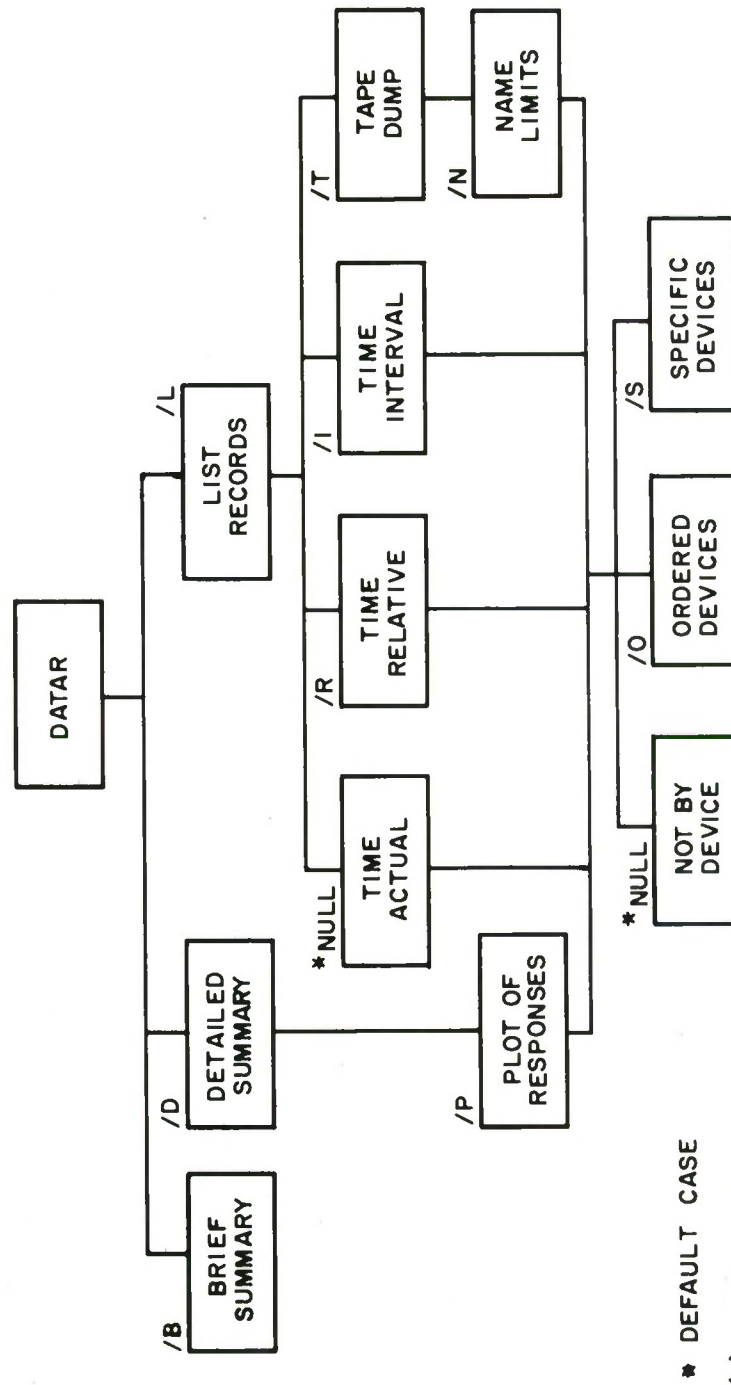 DATAR
/B
BRIEF
SUMMARY
/D
DETAILED
SUMMARY
/L
LIST
RECORDS
*NULL
TIME
ACTUAL
/R
TIME
RELATIVE
/I
TIME
INTERVAL
/T
TAPE
DUMP
/P
PLOT OF
RESPONSES
/N
NAME
LIMITS
*NULL
NOT BY
DEVICE
/O
ORDERED
DEVICES
/S
SPECIFIC
DEVICES
* DEFAULT CASE